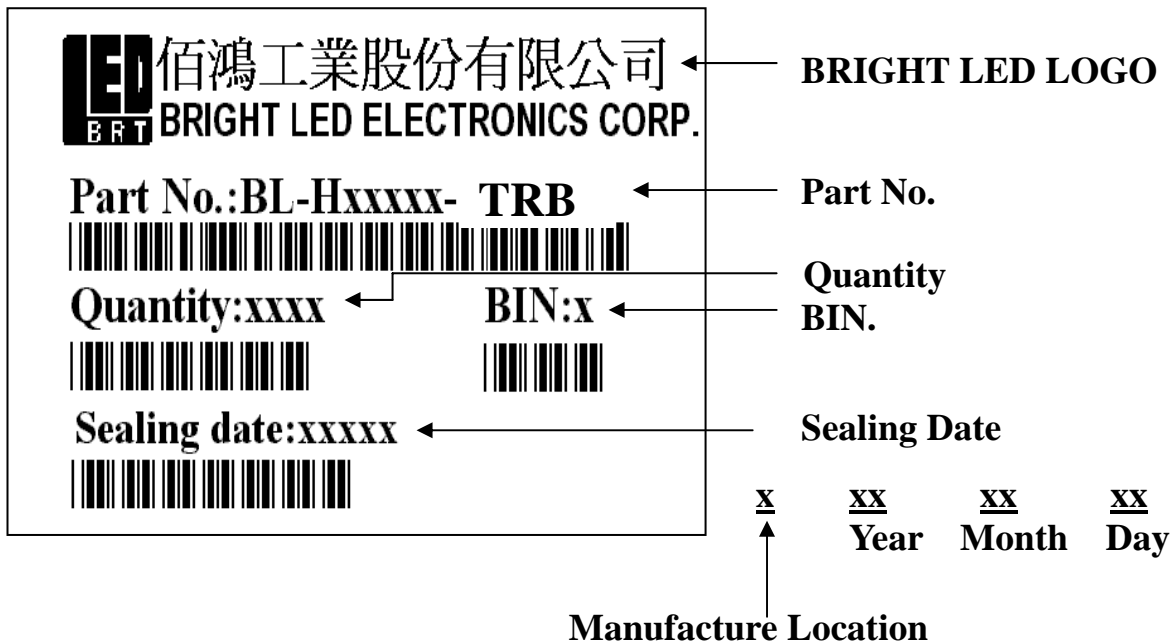 佰鴻工業股份有限公司
BRIGHT LED LOGO
LED
BRT
BRIGHT LED ELECTRONICS CORP.
Part No.:BL-Hxxxxx- TRB
Part No.
Quantity
Quantity:xxxx
BIN:x
BIN.
Sealing date:xxxxx
Sealing Date
x xx xx xx
Year Month Day
Manufacture Location